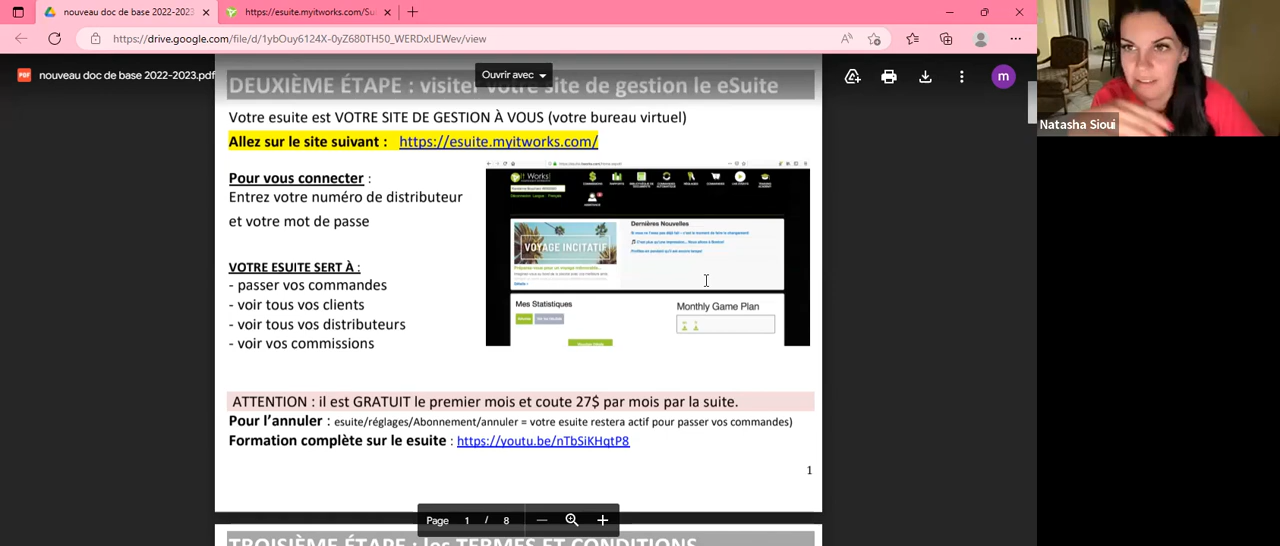 nouveau doc de base 2022-2023
https://esuite.myitworks.com/Su
https://drive.google.com/file/d/1ybOuy6124X-0yZ680TH50_WERDxUEWev/view
nouveau doc de base 2022-2023.pdf
Ouvrir avec
m
Natasha Sioui
DEUXIÈME ÉTAPE : visiter votre site de gestion le eSuite
Votre esuite est VOTRE SITE DE GESTION À VOUS (votre bureau virtuel)
Allez sur le site suivant : https://esuite.myitworks.com/
Pour vous connecter :
Entrez votre numéro de distributeur
et votre mot de passe
VOTRE ESUITE SERT À :
- passer vos commandes
- voir tous vos clients
- voir tous vos distributeurs
- voir vos commissions
It Works!
Dernières Nouvelles
VOYAGE INCITATIF
Mes Statistiques
Monthly Game Plan
ATTENTION : il est GRATUIT le premier mois et coute 27$ par mois par la suite.
Pour l'annuler : esuite/réglages/Abonnement/annuler = votre esuite restera actif pour passer vos commandes)
Formation complète sur le esuite : https://youtu.be/nTbSiKHqtP8
1
Page 1 / 8
TROISIÈME ÉTAPE : les TERMES ET CONDITIONS